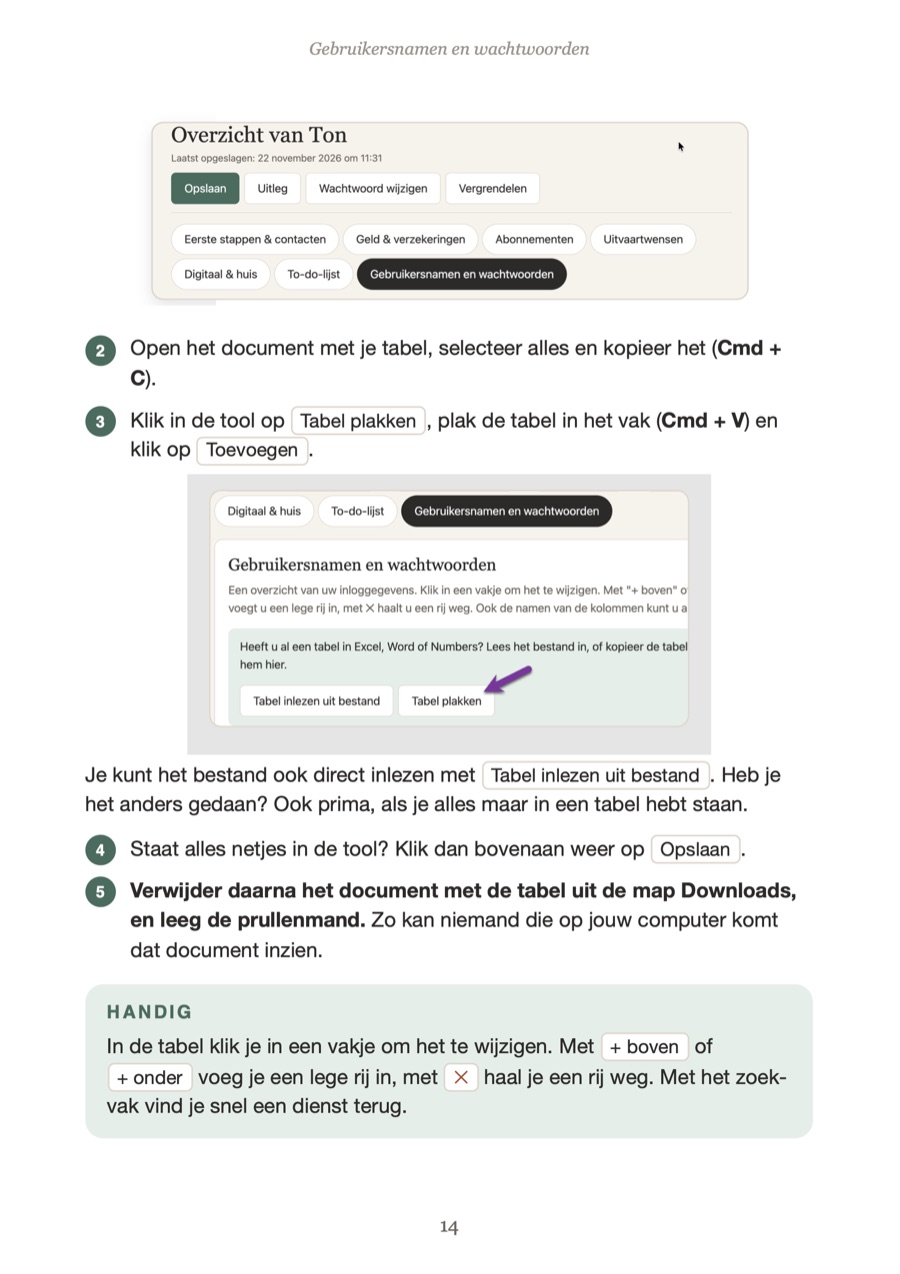 Gebruikersnamen en wachtwoorden
Overzicht van Ton
Laatst opgeslagen: 22 november 2026 om 11:31
Opslaan Uitleg Wachtwoord wijzigen Vergrendelen
Eerste stappen & contacten Geld & verzekeringen Abonnementen Uitvaartwensen
Digitaal & huis To-do-lijst Gebruikersnamen en wachtwoorden
2 Open het document met je tabel, selecteer alles en kopieer het (Cmd +
C).
3 Klik in de tool op Tabel plakken , plak de tabel in het vak (Cmd + V) en
klik op Toevoegen .
Digitaal & huis To-do-lijst Gebruikersnamen en wachtwoorden
Gebruikersnamen en wachtwoorden
Een overzicht van uw inloggegevens. Klik in een vakje om het te wijzigen. Met "+ boven" o
voegt u een lege rij in, met ✕ haalt u een rij weg. Ook de namen van de kolommen kunt u a
Heeft u al een tabel in Excel, Word of Numbers? Lees het bestand in, of kopieer de tabel
hem hier.
Tabel inlezen uit bestand Tabel plakken
Je kunt het bestand ook direct inlezen met Tabel inlezen uit bestand . Heb je
het anders gedaan? Ook prima, als je alles maar in een tabel hebt staan.
4 Staat alles netjes in de tool? Klik dan bovenaan weer op Opslaan .
5 Verwijder daarna het document met de tabel uit de map Downloads,
en leeg de prullenmand. Zo kan niemand die op jouw computer komt
dat document inzien.
HANDIG
In de tabel klik je in een vakje om het te wijzigen. Met + boven of
+ onder voeg je een lege rij in, met ✕ haal je een rij weg. Met het zoek-
vak vind je snel een dienst terug.
14